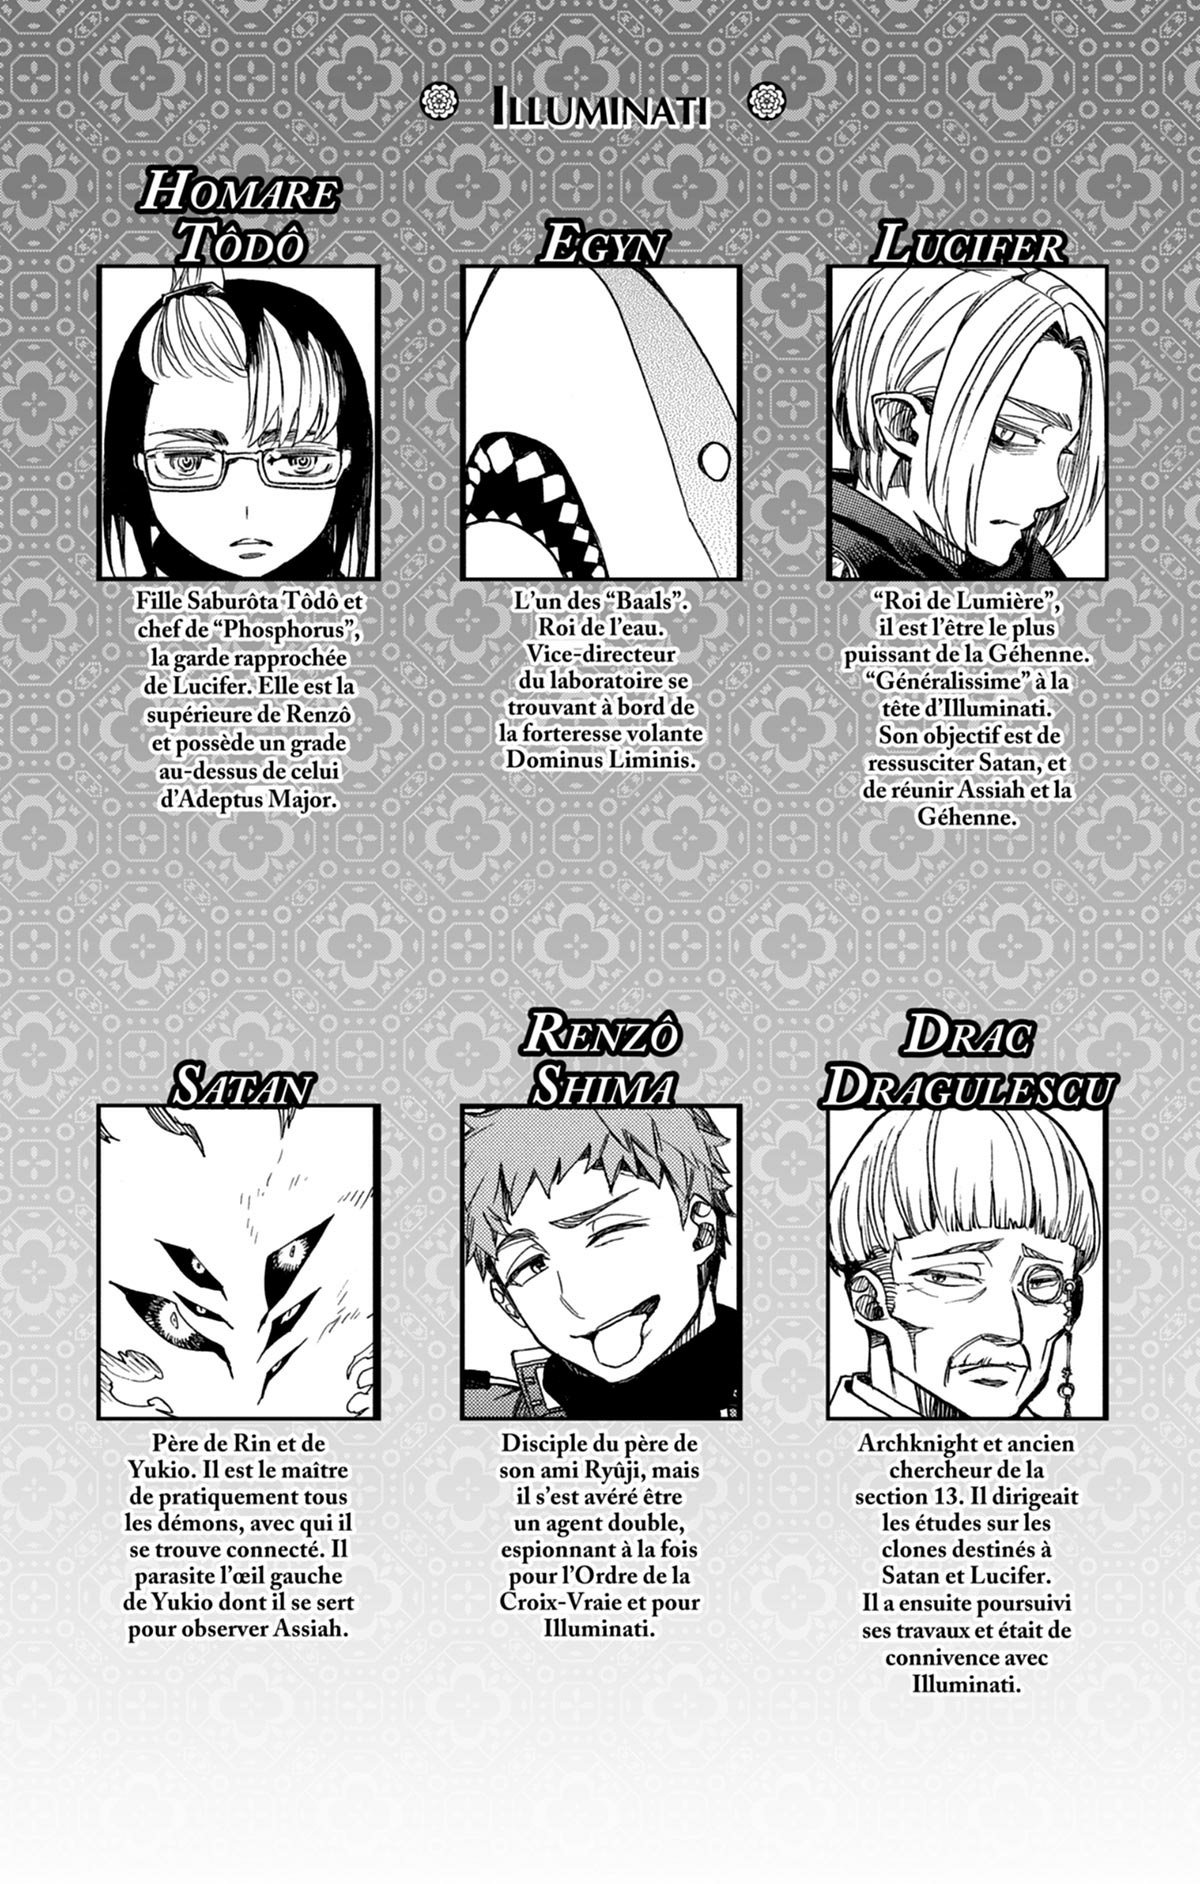 ILLUMINATI
HOMARE
TÔDÔ
Fille Saburôta Tôdô et
chef de “Phosphorus”,
la garde rapprochée
de Lucifer. Elle est la
supérieure de Renzô
et possède un grade
au-dessus de celui
d’Adeptus Major.
EGYN
L’un des “Baals”.
Roi de l’eau.
Vice-directeur
du laboratoire se
trouvant à bord de
la forteresse volante
Dominus Liminis.
LUCIFER
“Roi de Lumière”,
il est l’être le plus
puissant de la Géhenne.
“Généralissime” à la
tête d’Illuminati.
Son objectif est de
ressusciter Satan, et
de réunir Assiah et la
Géhenne.
SATAN
Père de Rin et de
Yukio. Il est le maître
de pratiquement tous
les démons, avec qui il
se trouve connecté. Il
parasite l’œil gauche
de Yukio dont il se sert
pour observer Assiah.
RENZÔ
SHIMA
Disciple du père de
son ami Ryûji, mais
il s’est avéré être
un agent double,
espionnant à la fois
pour l’Ordre de la
Croix-Vraie et pour
Illuminati.
DRAC
DRAGULESCU
Archknight et ancien
chercheur de la
section 13. Il dirigeait
les études sur les
clones destinés à
Satan et Lucifer.
Il a ensuite poursuivi
ses travaux et était de
connivence avec
Illuminati.